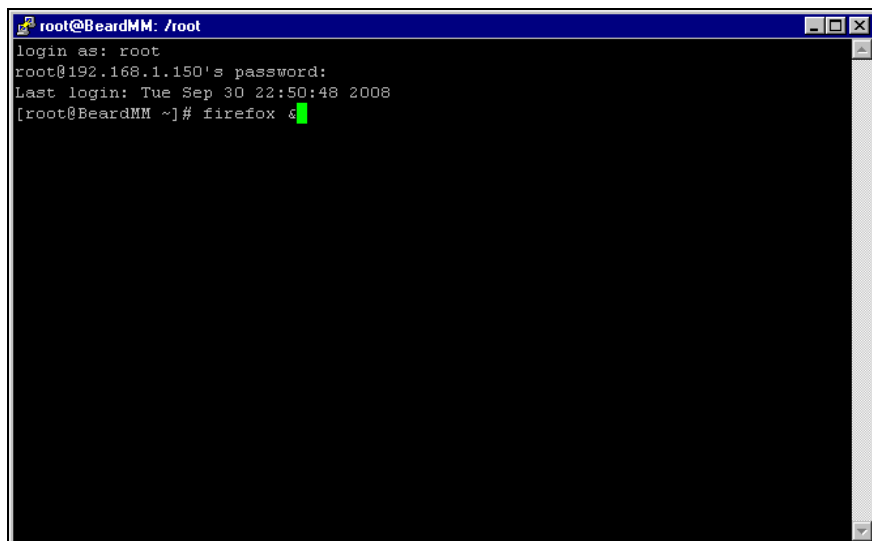 root@BeardMM: /root
login as: root
root@192.168.1.150's password:
Last login: Tue Sep 30 22:50:48 2008
[root@BeardMM ~]# firefox &